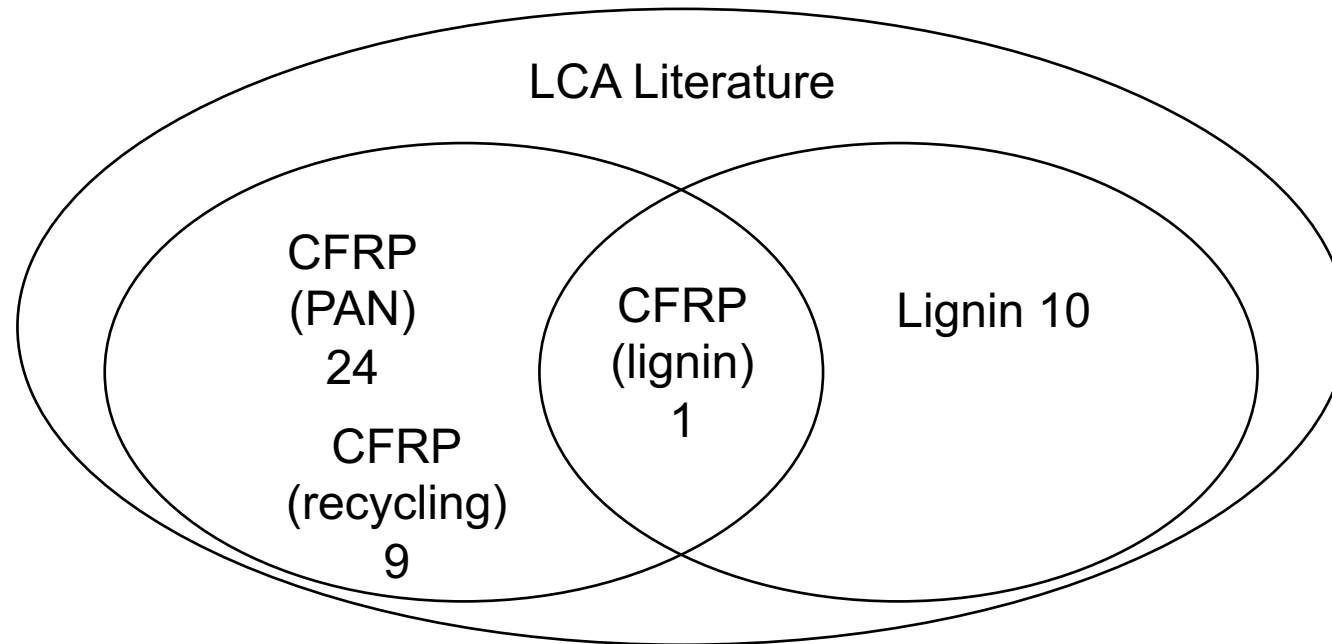 LCA Literature
CFRP
(PAN)
24
CFRP
(recycling)
9
CFRP
(lignin)
1
Lignin 10